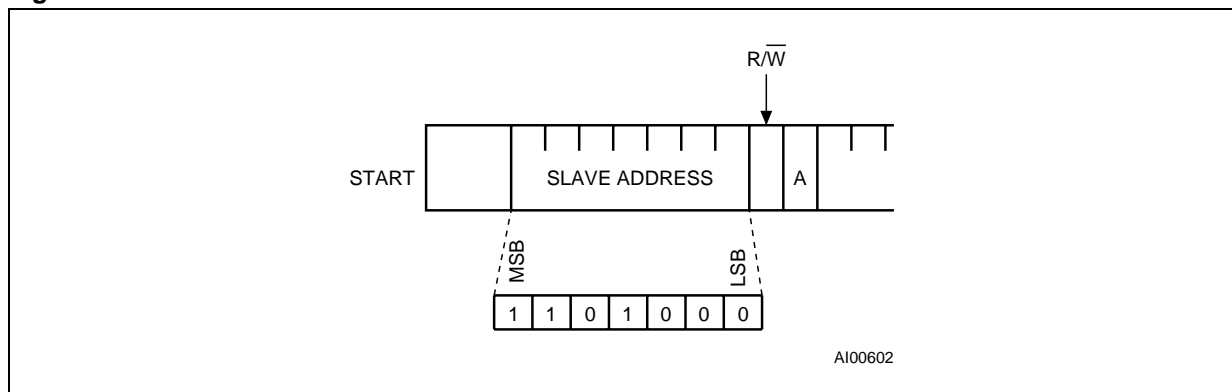 R/W̅
START
SLAVE ADDRESS
A
MSB
LSB
1 1 0 1 0 0 0
AI00602